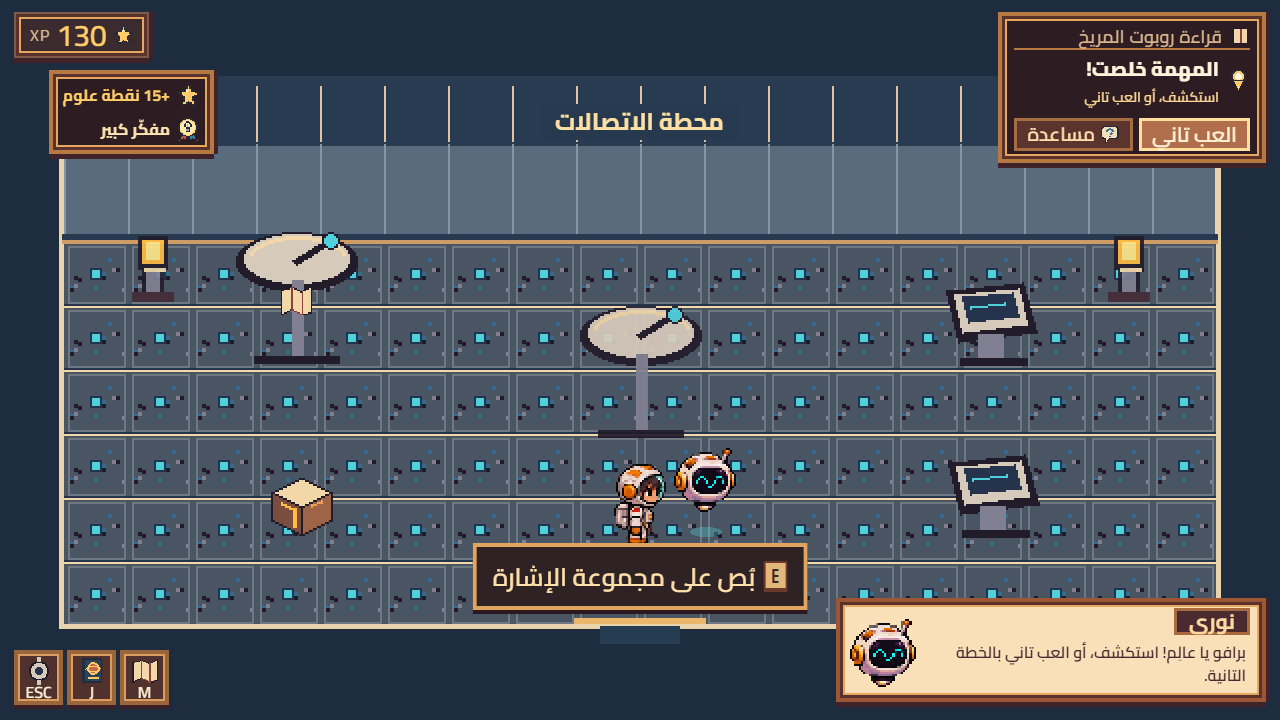 XP 130
+15 نقطة علوم
مفكّر كبير
قراءة روبوت المريخ
المهمة خلصت!
استكشف، أو العب تاني
العب تاني
مساعدة
محطة الاتصالات
E بُص على مجموعة الإشارة
نوري
برافو يا عالِم! استكشف، أو العب تاني بالخطة
التانية.
ESC
J
M